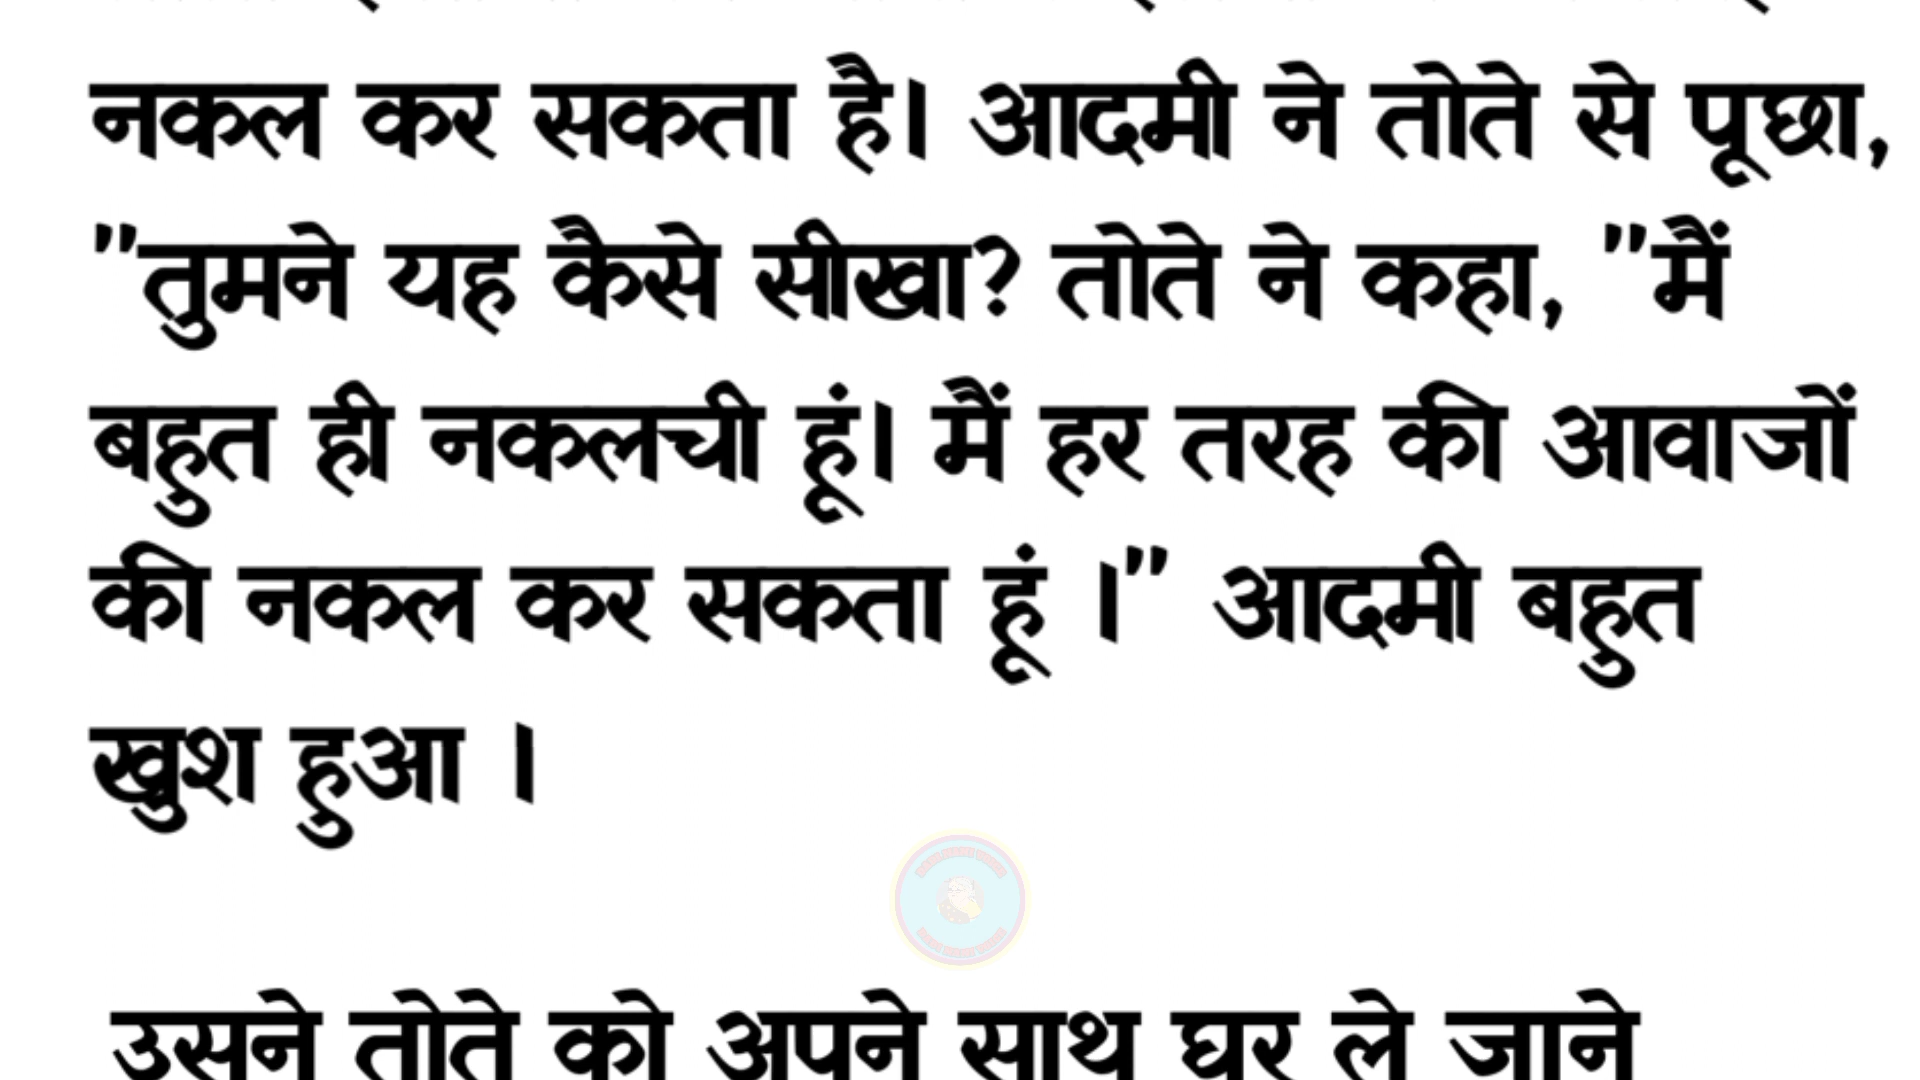 नकल कर सकता है। आदमी ने तोते से पूछा,
"तुमने यह कैसे सीखा? तोते ने कहा, "मैं
बहुत ही नकलची हूं। मैं हर तरह की आवाजों
की नकल कर सकता हूं ।" आदमी बहुत
खुश हुआ ।
उसने तोते को अपने साथ घर ले जाने